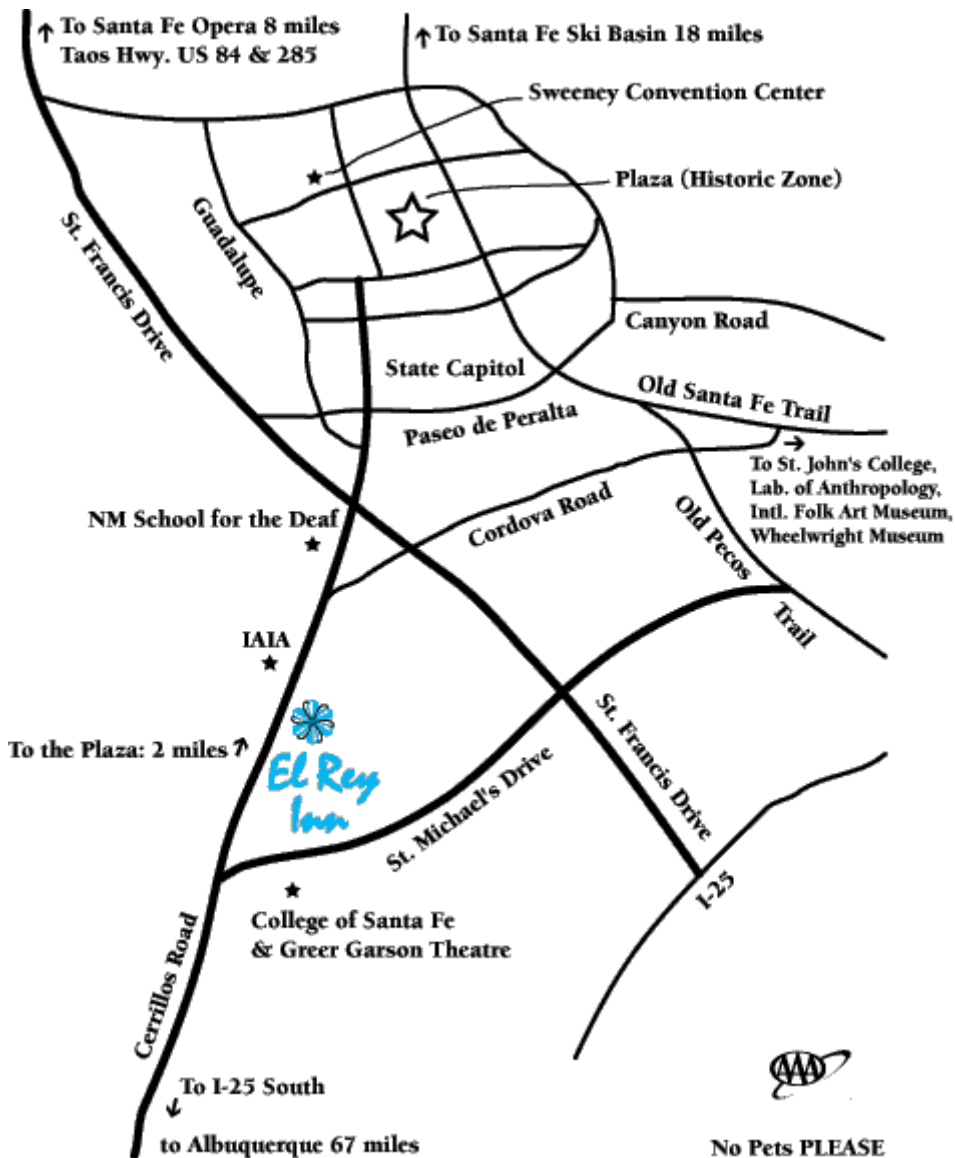 To Santa Fe Opera 8 miles
Taos Hwy. US 84 & 285
To Santa Fe Ski Basin 18 miles
Sweeney Convention Center
Plaza (Historic Zone)
Guadalupe
St. Francis Drive
Canyon Road
State Capitol
Old Santa Fe Trail
Paseo de Peralta
To St. John's College,
Lab. of Anthropology,
Intl. Folk Art Museum,
Wheelwright Museum
Cordova Road
NM School for the Deaf
Old Pecos
Trail
IAIA
To the Plaza: 2 miles
El Rey
Inn
St. Francis Drive
St. Michael's Drive
I-25
College of Santa Fe
& Greer Garson Theatre
Cerrillos Road
To I-25 South
to Albuquerque 67 miles
AAA
No Pets PLEASE